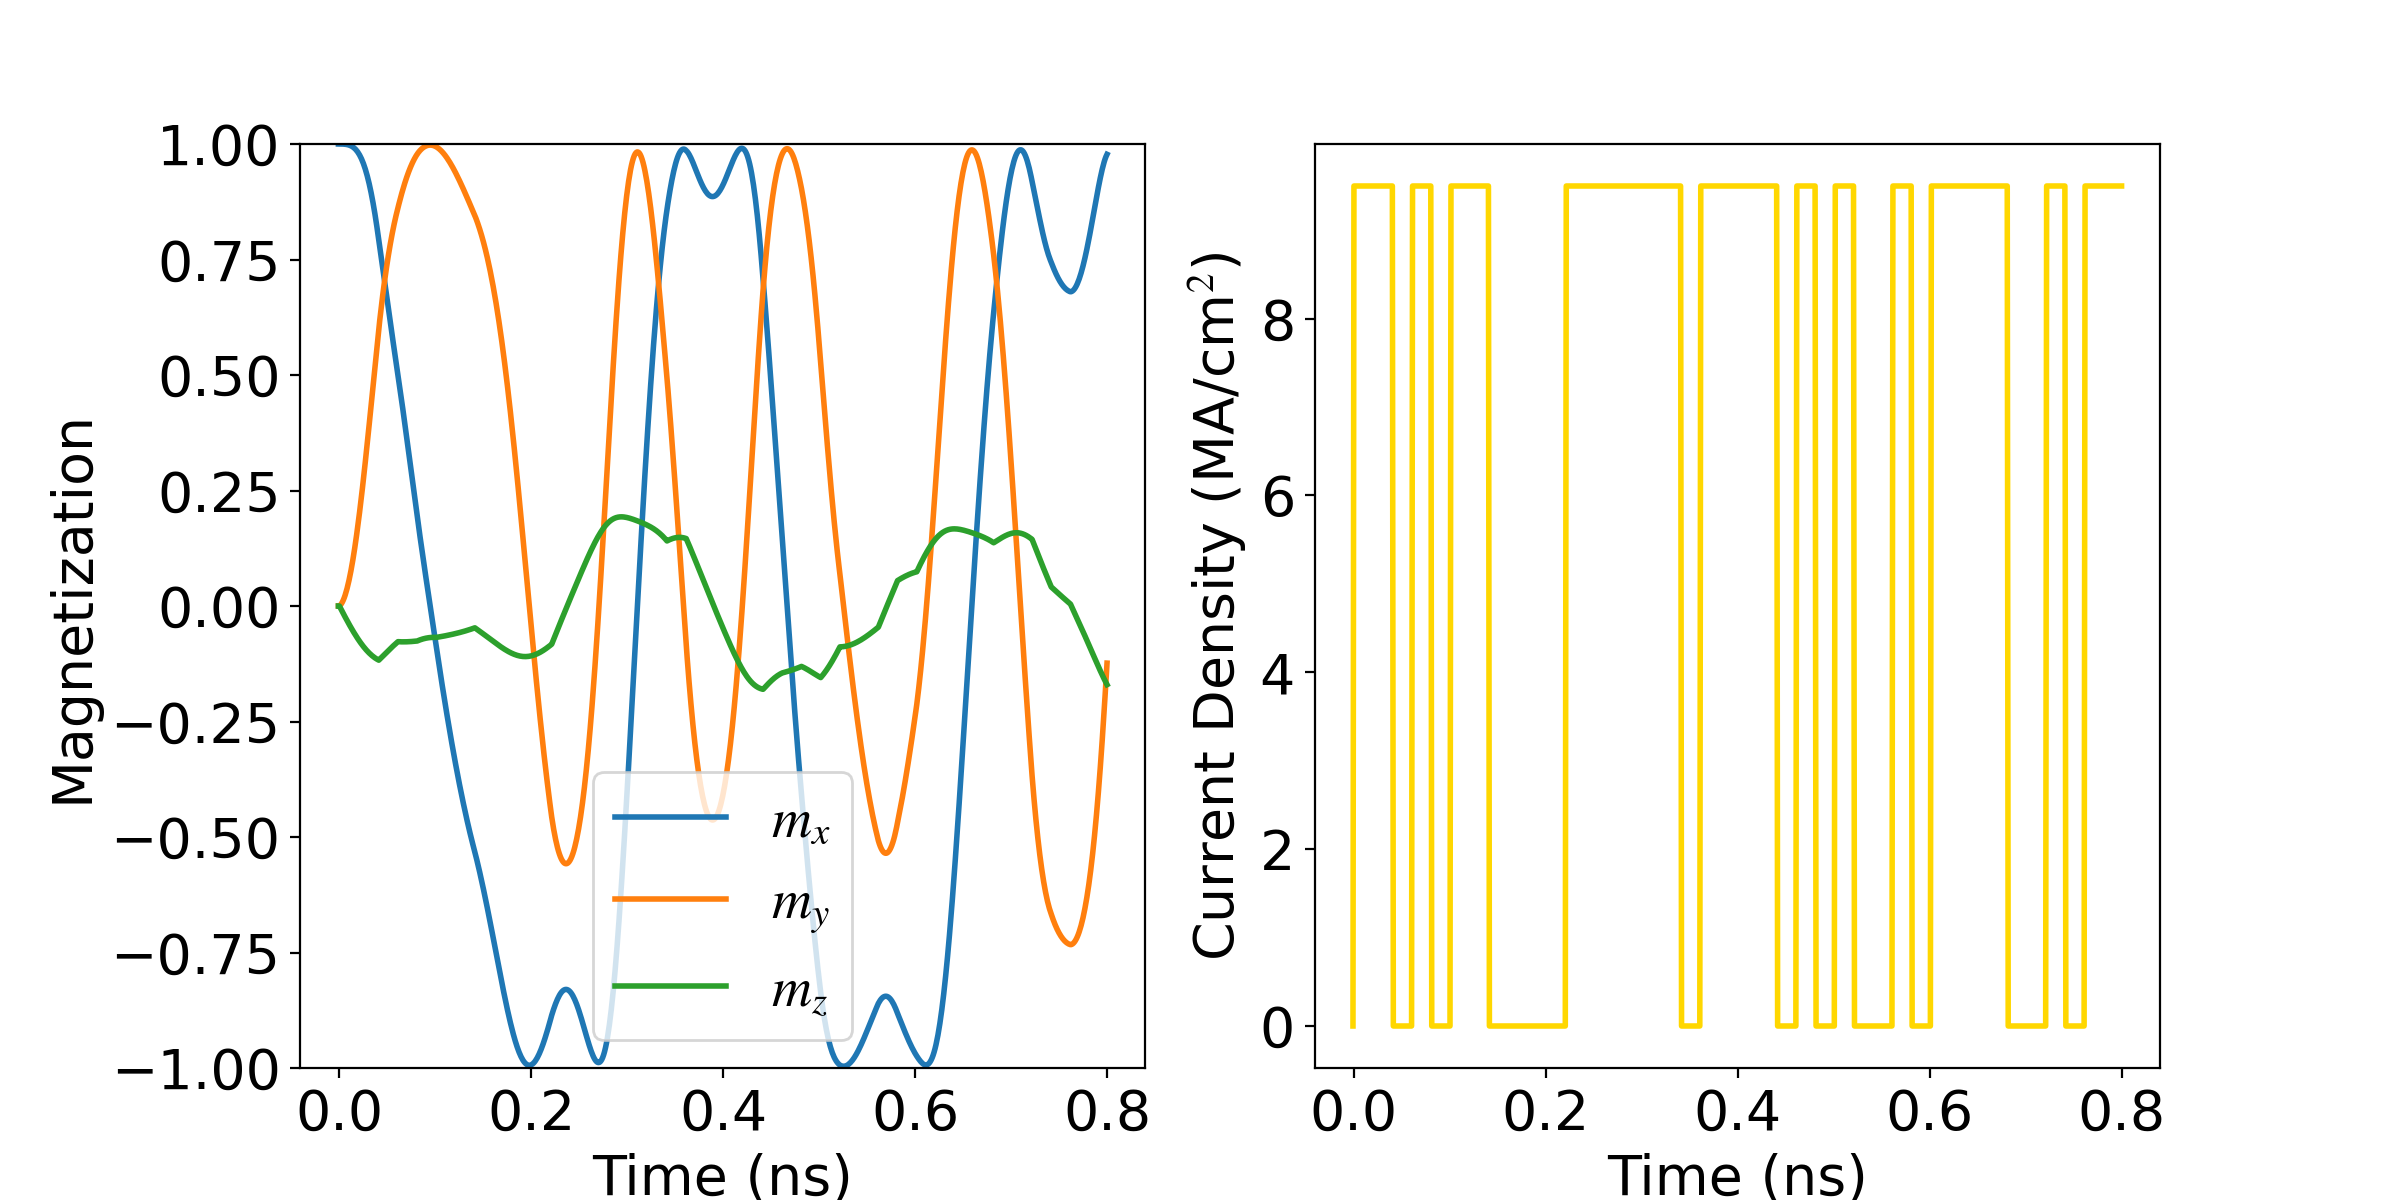 Magnetization
1.00
0.75
0.50
0.25
0.00
−0.25
−0.50
−0.75
−1.00
0.0 0.2 0.4 0.6 0.8
Time (ns)
mₓ
m_y
m_z
Current Density (MA/cm²)
8
6
4
2
0
0.0 0.2 0.4 0.6 0.8
Time (ns)